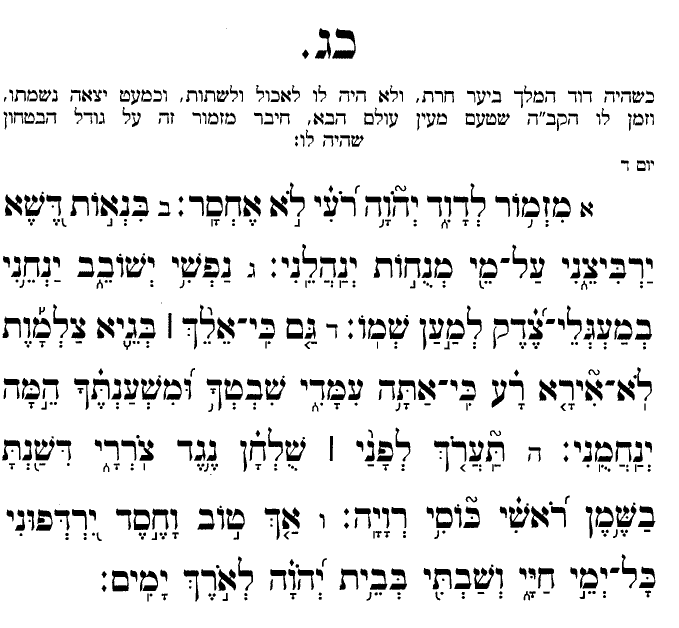 כג.
כשהיה דוד המלך ביער חרת, ולא היה לו לאכול ולשתות, וכמעט יצאה נשמתו,
וזמן לו הקב״ה שטעם מעין עולם הבא, חיבר מזמור זה על גודל הבטחון
שהיה לו:
יום ד
א מִזְמ֥וֹר לְדָוִ֑ד יְהֹוָ֥ה רֹ֝עִ֗י לֹ֣א אֶחְסָֽר׃ ב בִּנְא֣וֹת דֶּ֭שֶׁא
יַרְבִּיצֵ֑נִי עַל־מֵ֖י מְנֻח֣וֹת יְנַהֲלֵֽנִי׃ ג נַפְשִׁ֥י יְשׁוֹבֵ֑ב יַנְחֵ֥נִי
בְמַעְגְּלֵי־צֶ֝֗דֶק לְמַ֣עַן שְׁמֽוֹ׃ ד גַּ֤ם כִּֽי־אֵלֵ֨ךְ ׀ בְּגֵ֪יא צַלְמָ֡וֶת
לֹא־אִ֘ירָ֤א רָ֗ע כִּי־אַתָּ֥ה עִמָּדִ֑י שִׁבְטְךָ֥ וּ֝מִשְׁעַנְתֶּ֗ךָ הֵ֣מָּה
יְנַחֲמֻֽנִי׃ ה תַּ֘עֲרֹ֤ךְ לְפָנַ֨י ׀ שֻׁלְחָ֗ן נֶ֥גֶד צֹרְרָ֑י דִּשַּׁ֖נְתָּ
בַשֶּׁ֥מֶן רֹ֝אשִׁ֗י כּוֹסִ֥י רְוָיָֽה׃ ו אַ֤ךְ ט֤וֹב וָחֶ֣סֶד יִ֭רְדְּפוּנִי
כָּל־יְמֵ֣י חַיָּ֑י וְשַׁבְתִּ֥י בְּבֵית יְ֝הֹוָ֗ה לְאֹ֣רֶךְ יָמִֽים׃